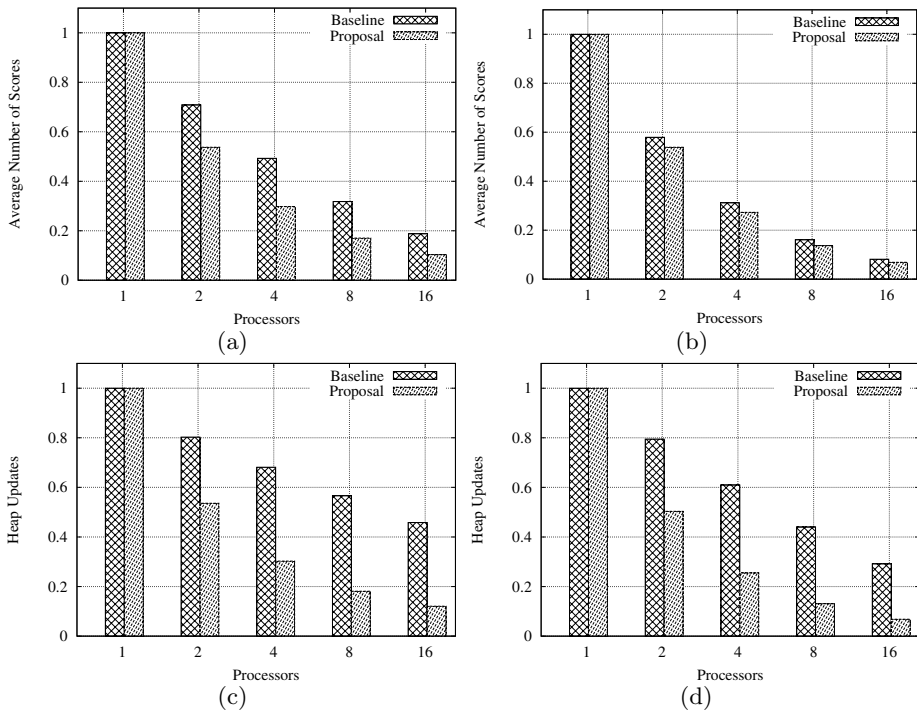 Baseline
Proposal
Average Number of Scores
1
0.8
0.6
0.4
0.2
0
1 2 4 8 16
Processors
(a)
Baseline
Proposal
Average Number of Scores
1
0.8
0.6
0.4
0.2
0
1 2 4 8 16
Processors
(b)
Baseline
Proposal
Heap Updates
1
0.8
0.6
0.4
0.2
0
1 2 4 8 16
Processors
(c)
Baseline
Proposal
Heap Updates
1
0.8
0.6
0.4
0.2
0
1 2 4 8 16
Processors
(d)